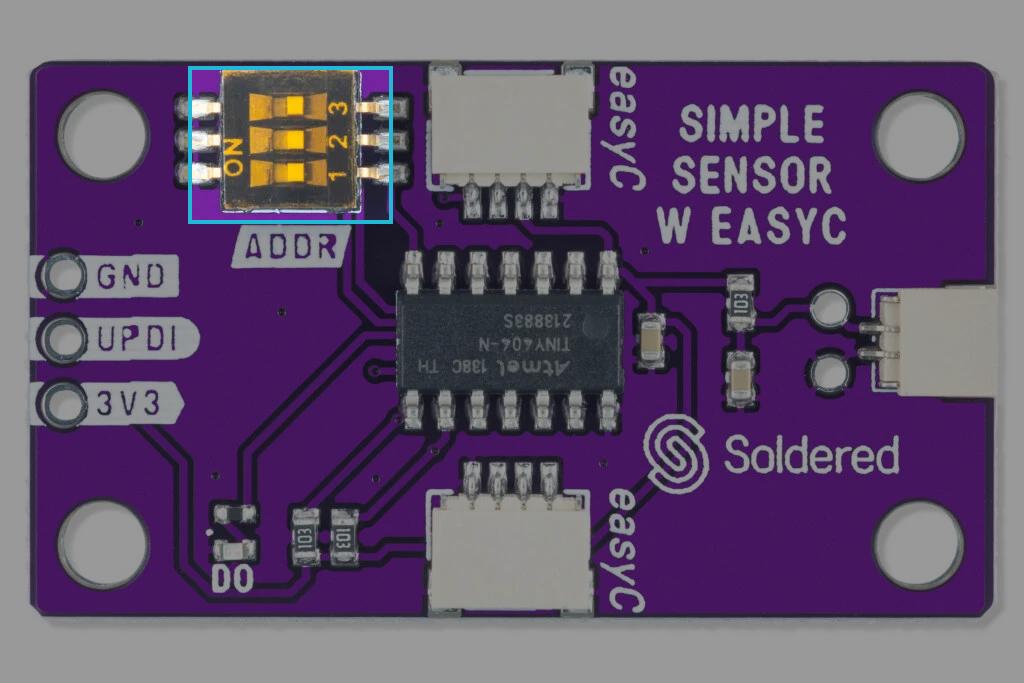 ON
1
2
3
ADDR
GND
UPDI
3V3
easyC
SIMPLE
SENSOR
W EASYC
103
Atmel 138C TH
TINY404-N
213883S
Soldered
103
103
DO
easyC